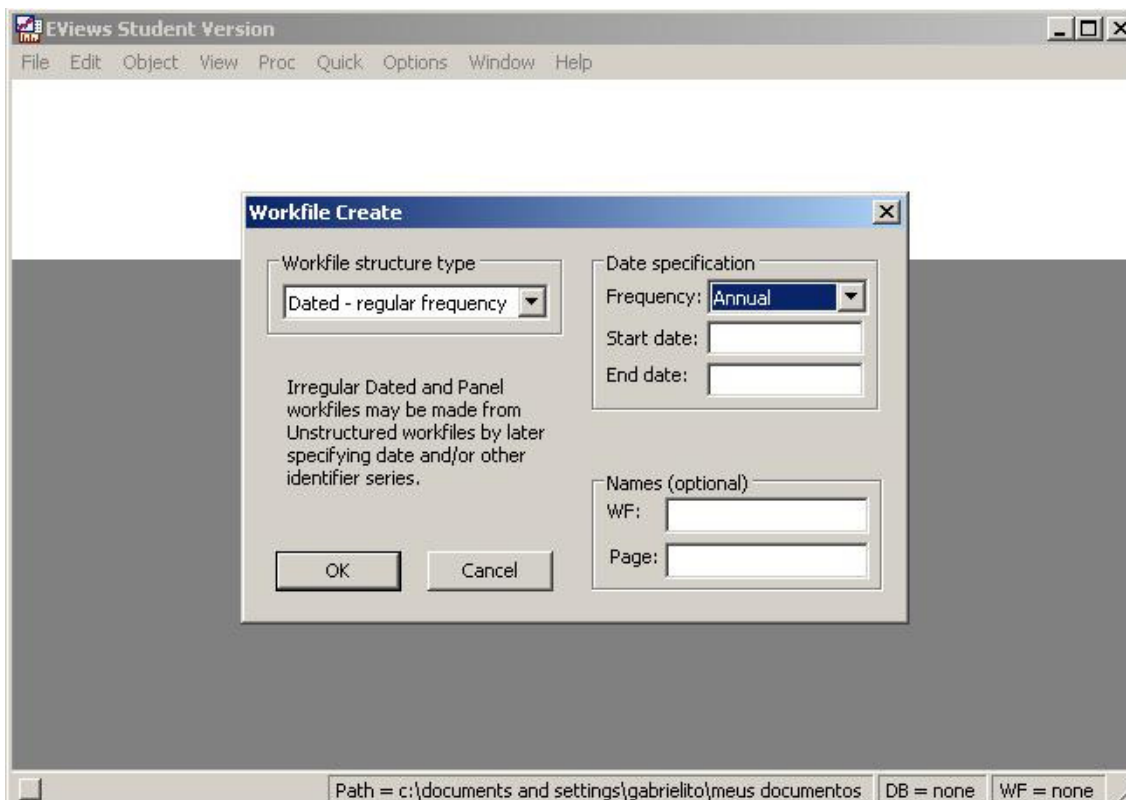 EViews Student Version
File Edit Object View Proc Quick Options Window Help
Workfile Create
Workfile structure type
Dated - regular frequency
Irregular Dated and Panel
workfiles may be made from
Unstructured workfiles by later
specifying date and/or other
identifier series.
OK Cancel
Date specification
Frequency: Annual
Start date:
End date:
Names (optional)
WF:
Page:
Path = c:\documents and settings\gabrielito\meus documentos DB = none WF = none